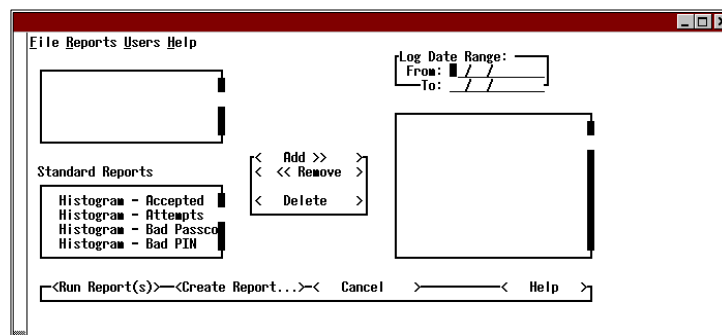 File Reports Users Help
Log Date Range:
From: / /
To: / /
Add >>
<< Remove
Delete
Standard Reports
Histogram - Accepted
Histogram - Attempts
Histogram - Bad Passco
Histogram - Bad PIN
<Run Report(s)> <Create Report...> < Cancel > < Help >